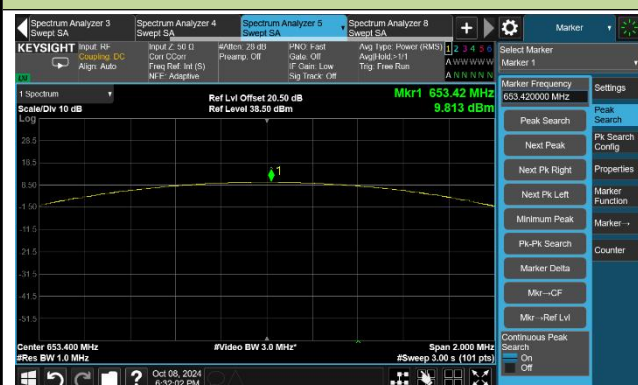 Spectrum Analyzer 3 Spectrum Analyzer 4 Spectrum Analyzer 5 Spectrum Analyzer 8 + Marker
Swept SA Swept SA Swept SA Swept SA
KEYSIGHT Input: RF Input Z: 50 Ω #Atten: 28 dB PNO: Fast Avg Type: Power (RMS) 1 2 3 4 5 6 Select Marker
Coupling: DC Corr CCorr Preamp: Off Gate: Off Avg|Hold:>1/1 A W W W W W Marker 1
Align: Auto Freq Ref: Int (S) IF Gain: Low Trig: Free Run
NFE: Adaptive Sig Track: Off A N N N N N
LXI
1 Spectrum Ref Lvl Offset 20.50 dB Mkr1 653.42 MHz Marker Frequency Settings
Scale/Div 10 dB Ref Level 38.50 dBm 9.813 dBm 653.420000 MHz
Log Peak Search Peak Search
28.5
18.5 1 Next Peak Pk Search Config
8.50 Next Pk Right Properties
-1.50 Next Pk Left Marker Function
-11.5 Minimum Peak Marker→
-21.5 Pk-Pk Search Counter
-31.5 Marker Delta
-41.5 Mkr→CF
-51.5 Mkr→Ref Lvl
Center 653.400 MHz #Video BW 3.0 MHz* Span 2.000 MHz Continuous Peak Search
#Res BW 1.0 MHz #Sweep 3.00 s (101 pts) On
Off
? Oct 08, 2024
6:32:02 PM